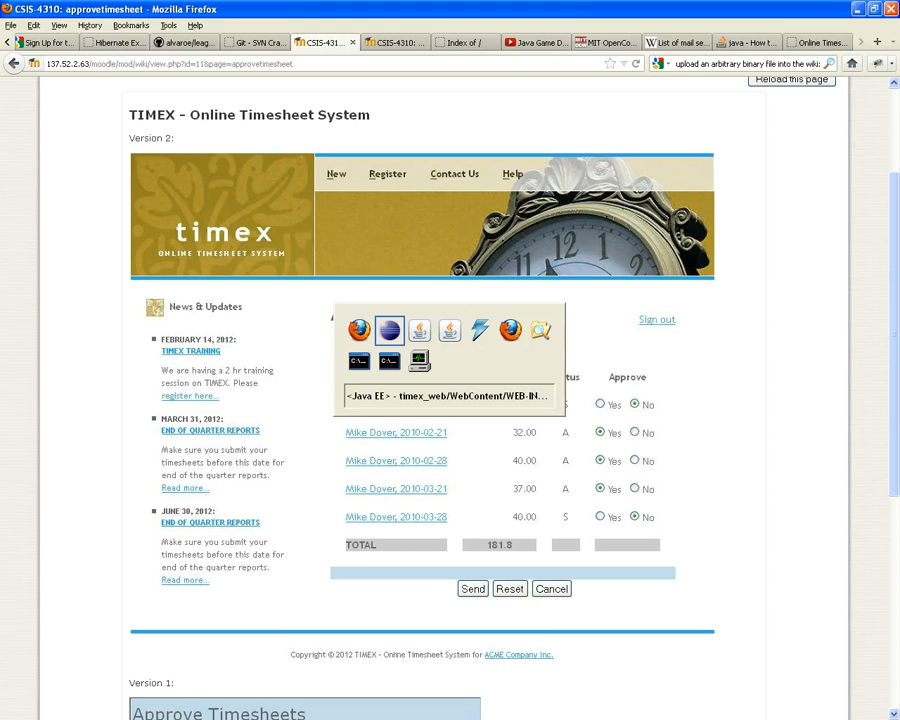 CSIS-4310: approvetimesheet - Mozilla Firefox
File Edit View History Bookmarks Tools Help
Sign Up for t... Hibernate Ex... alvaroe/leag... Git - SVN Cra... CSIS-431... CSIS-4310: ... Index of / Java Game D... MIT OpenCo... List of mail se... java - How t... Online Times...
137.52.2.63/moodle/mod/wiki/view.php?id=11&page=approvetimesheet
upload an arbitrary binary file into the wiki:
Reload this page
TIMEX - Online Timesheet System
Version 2:
New Register Contact Us Help
timex
ONLINE TIMESHEET SYSTEM
News & Updates
Sign out
FEBRUARY 14, 2012:
TIMEX TRAINING
We are having a 2 hr training
session on TIMEX. Please
register here...
MARCH 31, 2012:
END OF QUARTER REPORTS
Make sure you submit your
timesheets before this date for
end of the quarter reports.
Read more...
JUNE 30, 2012:
END OF QUARTER REPORTS
Make sure you submit your
timesheets before this date for
end of the quarter reports.
Read more...
C:\... C:\...
<Java EE> - timex_web/WebContent/WEB-IN...
tus Approve
S Yes No
Mike Dover, 2010-02-21 32.00 A Yes No
Mike Dover, 2010-02-28 40.00 A Yes No
Mike Dover, 2010-03-21 37.00 A Yes No
Mike Dover, 2010-03-28 40.00 S Yes No
TOTAL 181.8
Send Reset Cancel
Copyright © 2012 TIMEX - Online Timesheet System for ACME Company Inc.
Version 1:
Approve Timesheets